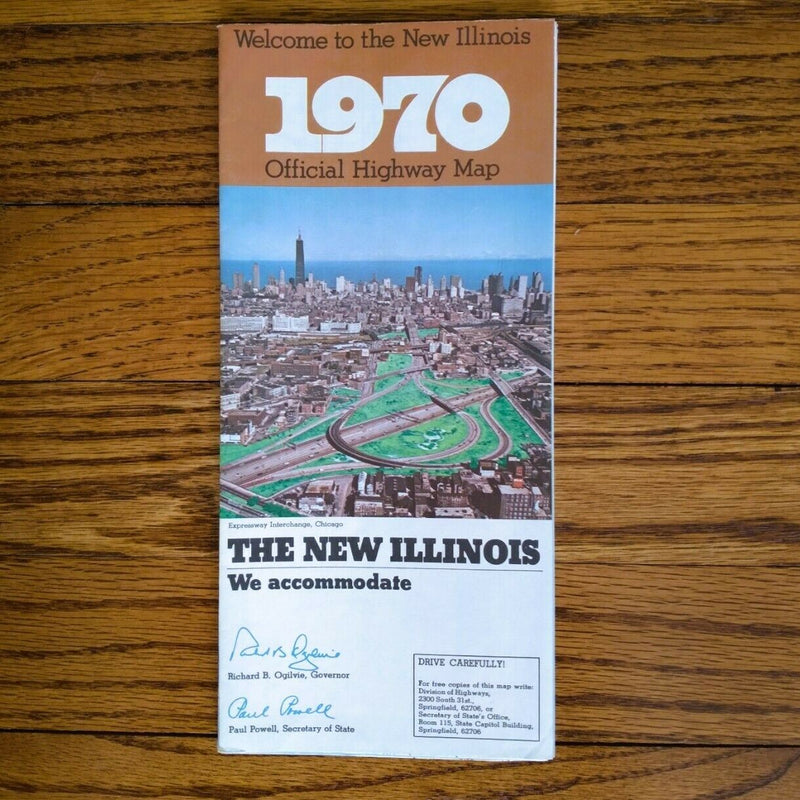 Welcome to the New Illinois
1970
Official Highway Map
Expressway Interchange, Chicago
THE NEW ILLINOIS
We accommodate
Richard B. Ogilvie
Richard B. Ogilvie, Governor
Paul Powell
Paul Powell, Secretary of State
DRIVE CAREFULLY!
For free copies of this map write:
Division of Highways,
2300 South 31st.,
Springfield, 62706, or
Secretary of State's Office,
Room 115, State Capitol Building,
Springfield, 62706